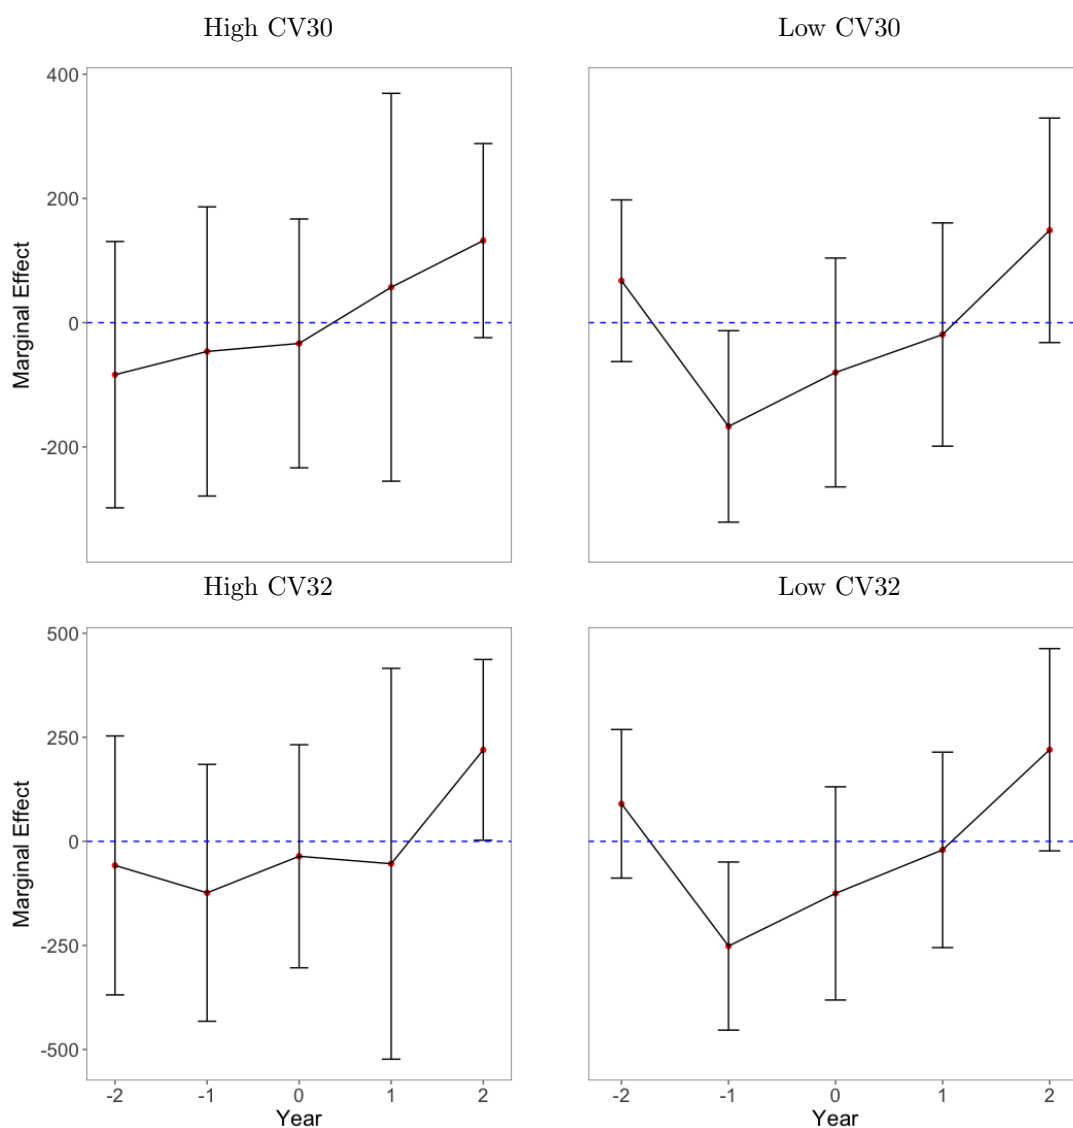 High CV30
Low CV30
Marginal Effect
400
200
0
-200
High CV32
Low CV32
Marginal Effect
500
250
0
-250
-500
-2 -1 0 1 2
-2 -1 0 1 2
Year
Year